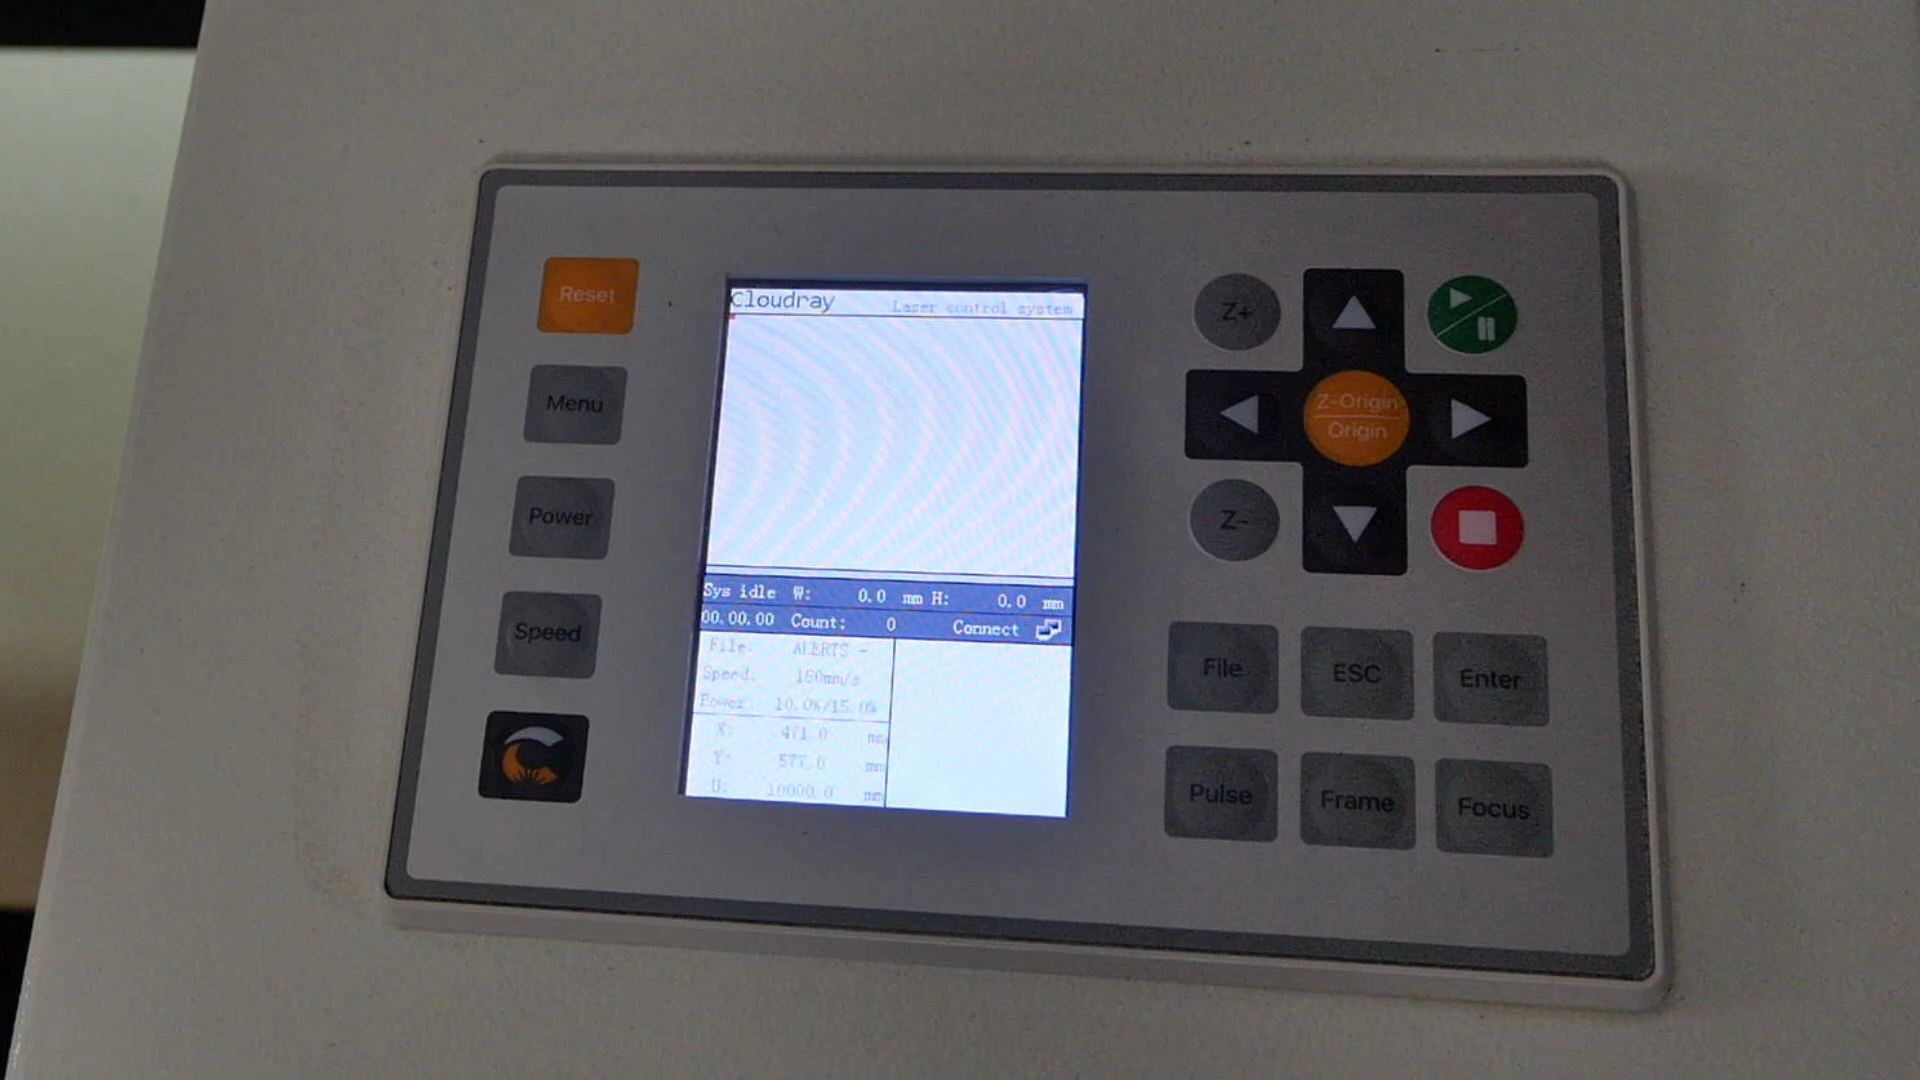 Reset
Menu
Power
Speed
Cloudray Laser control system
Sys idle W: 0.0 mm H: 0.0 mm
00.00.00 Count: 0 Connect
File: ALERTS -
Speed: 160mm/s
Power: 10.0%/15.0%
X: 471.0 mm
Y: 577.0 mm
U: 10000.0 mm
Z+
Z-Origin
Origin
Z-
File
ESC
Enter
Pulse
Frame
Focus